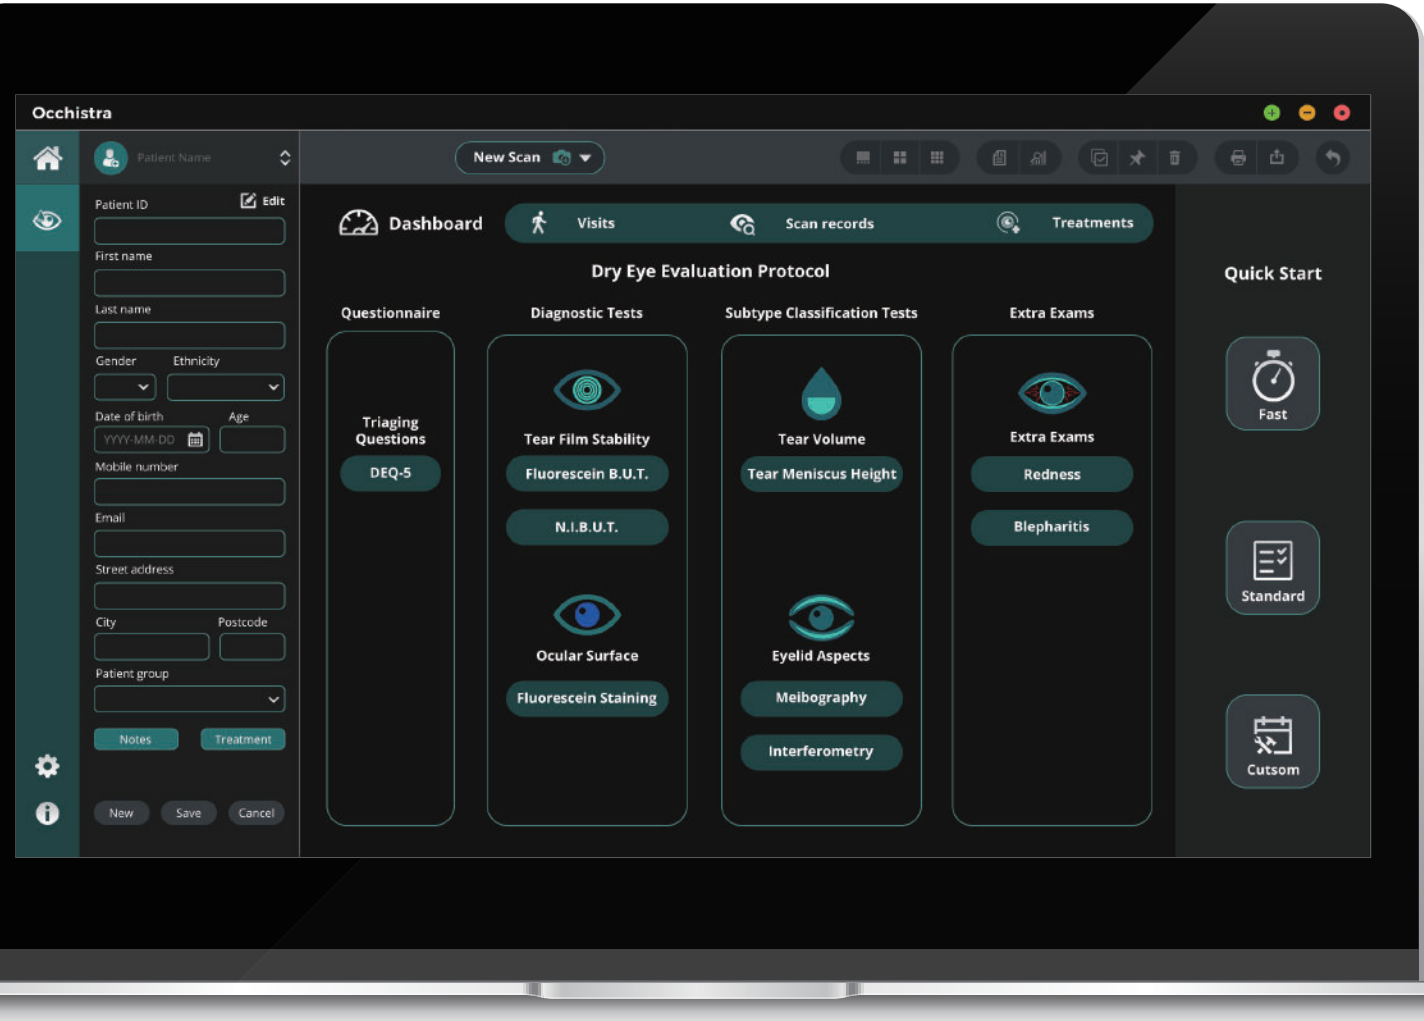 Occhistra
Patient Name
New Scan
Patient ID
Edit
First name
Last name
Gender Ethnicity
Date of birth Age
YYYY-MM-DD
Mobile number
Email
Street address
City Postcode
Patient group
Notes Treatment
New Save Cancel
Dashboard Visits Scan records Treatments
Dry Eye Evaluation Protocol
Questionnaire
Triaging
Questions
DEQ-5
Diagnostic Tests
Tear Film Stability
Fluorescein B.U.T.
N.I.B.U.T.
Ocular Surface
Fluorescein Staining
Subtype Classification Tests
Tear Volume
Tear Meniscus Height
Eyelid Aspects
Meibography
Interferometry
Extra Exams
Extra Exams
Redness
Blepharitis
Quick Start
Fast
Standard
Cutsom